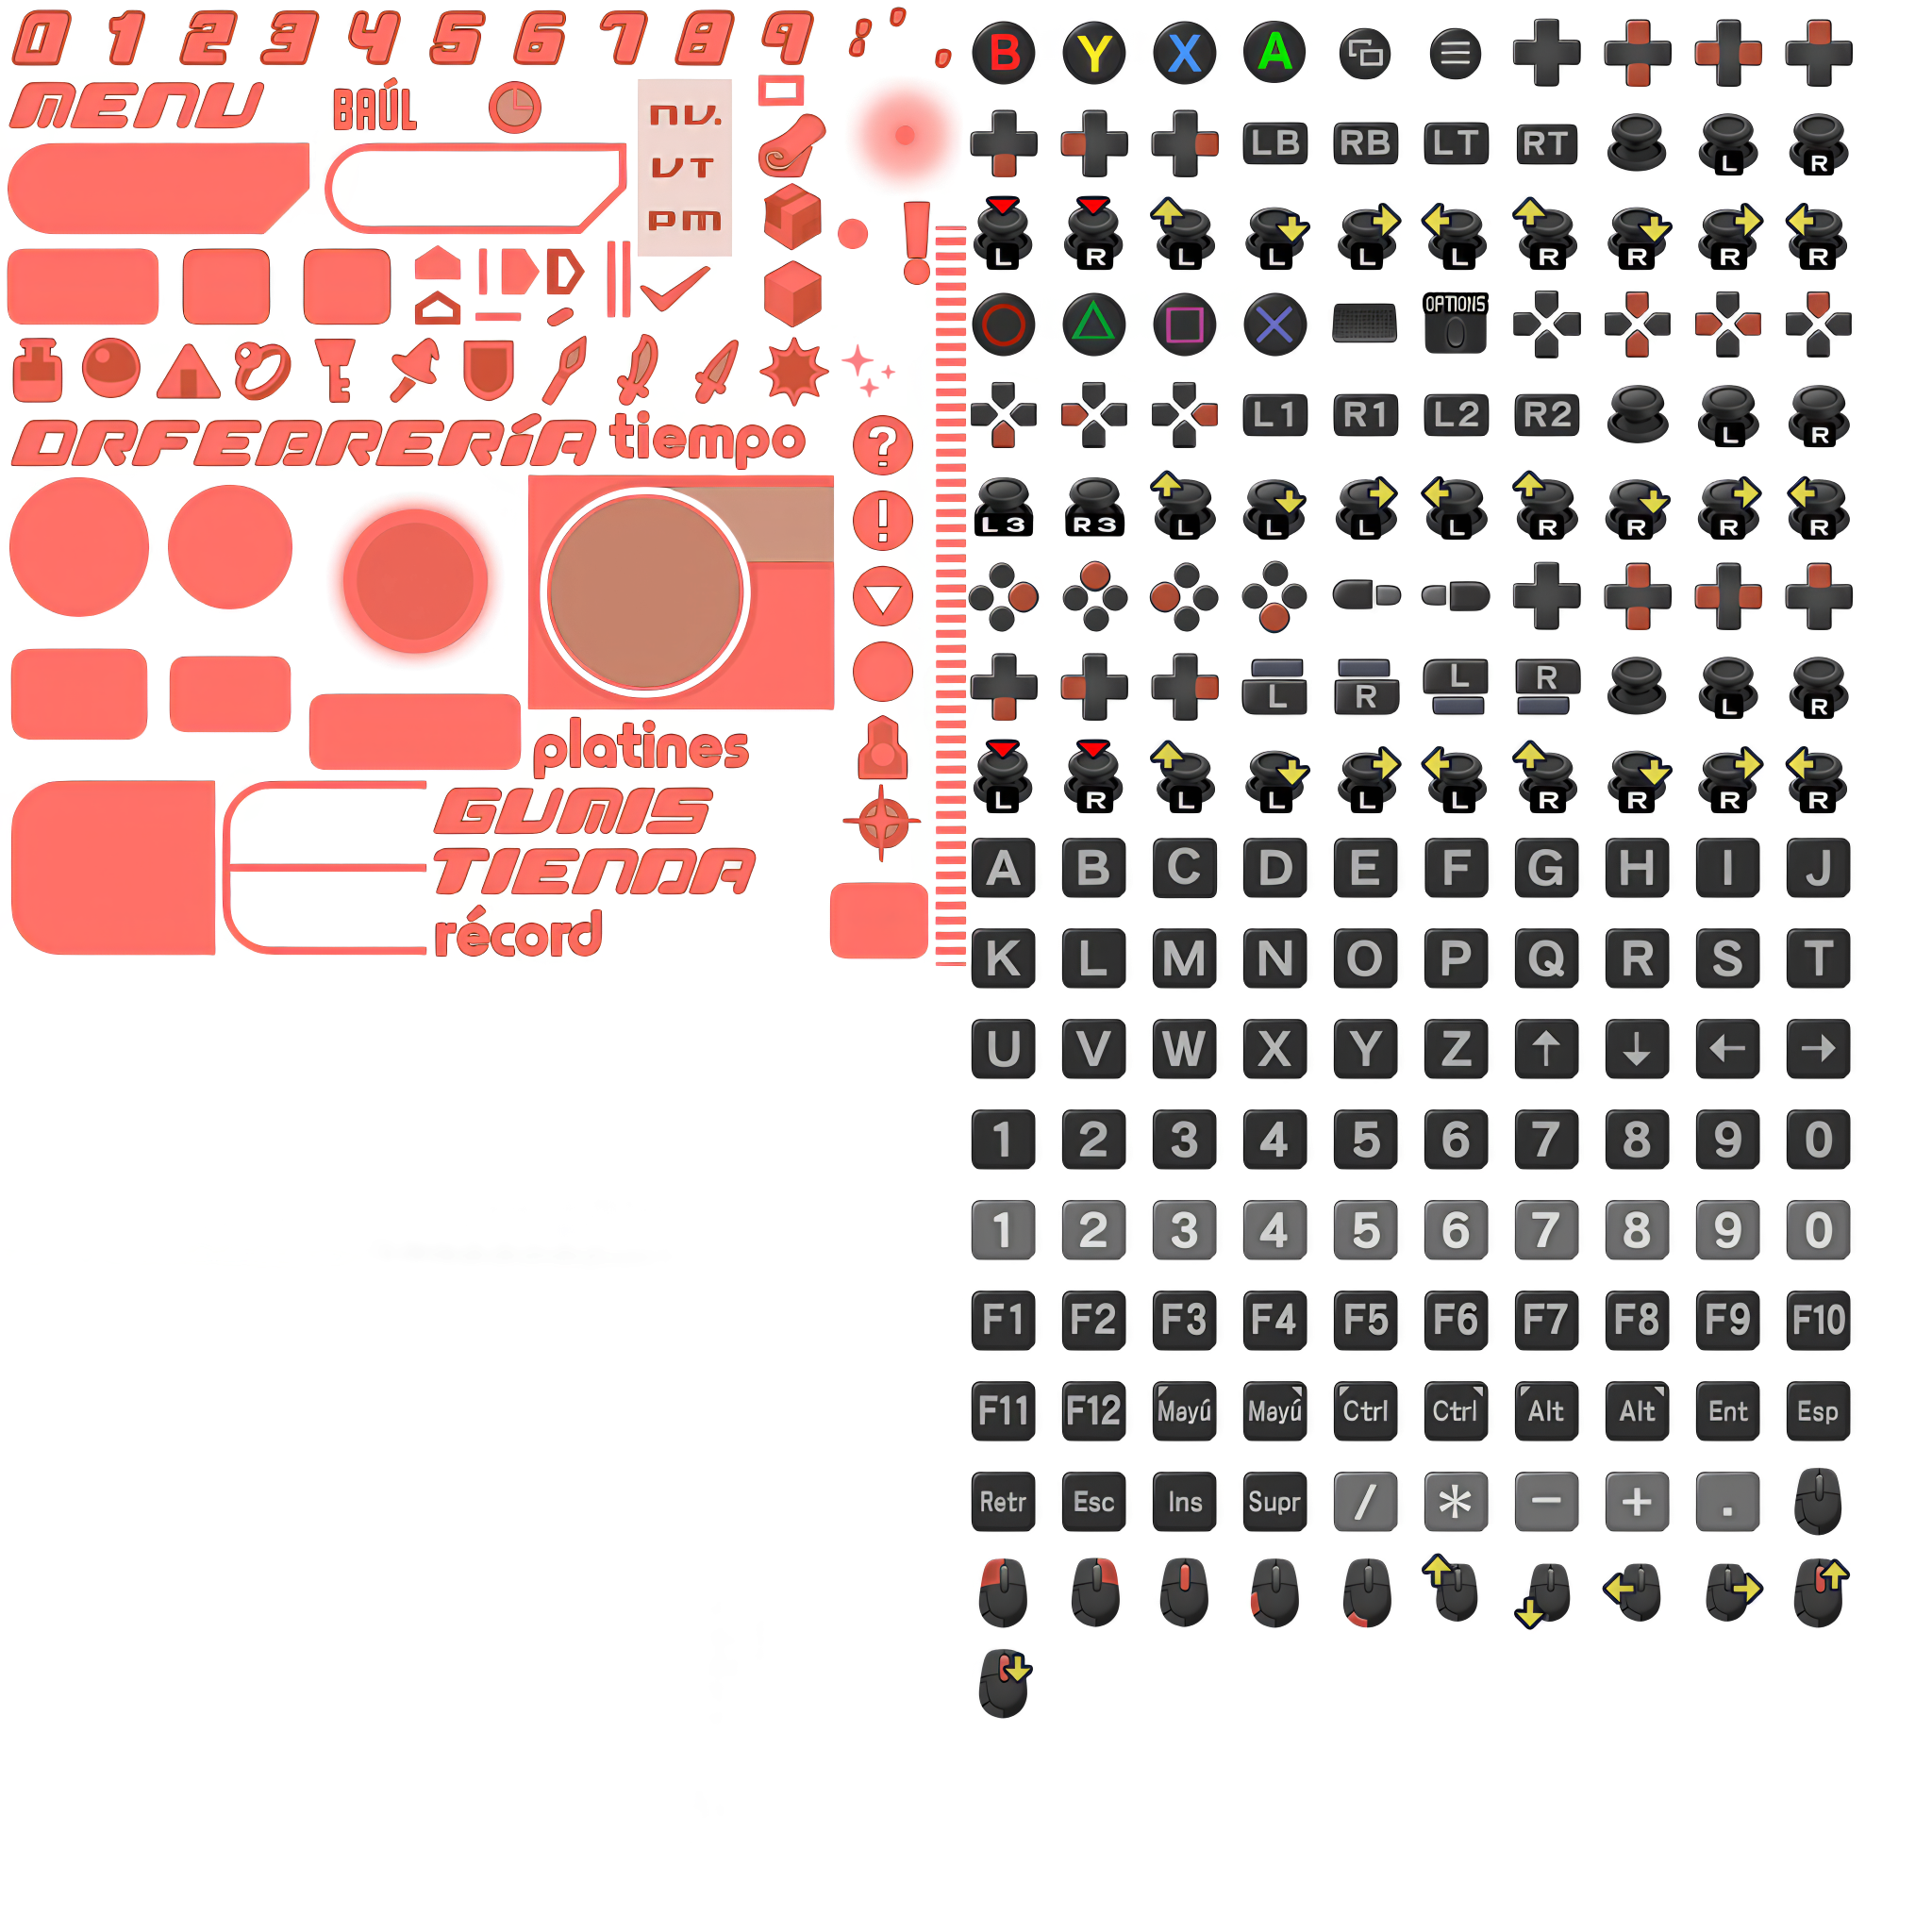 0 1 2 3 4 5 6 7 8 9 : ' ,
MENU
BAÚL
NV.
VT
PM
!
ORFEBRERÍA
tiempo
?
!
platines
GUMIS
TIENDA
récord
B Y X A
LB RB LT RT L R
L R L L L L R R R R
OPTIONS
L1 R1 L2 R2 L R
L3 R3 L L L L R R R R
L R L R L R
L R L L L L R R R R
A B C D E F G H I J
K L M N O P Q R S T
U V W X Y Z ↑ ↓ ← →
1 2 3 4 5 6 7 8 9 0
1 2 3 4 5 6 7 8 9 0
F1 F2 F3 F4 F5 F6 F7 F8 F9 F10
F11 F12 Mayú Mayú Ctrl Ctrl Alt Alt Ent Esp
Retr Esc Ins Supr / * - + .